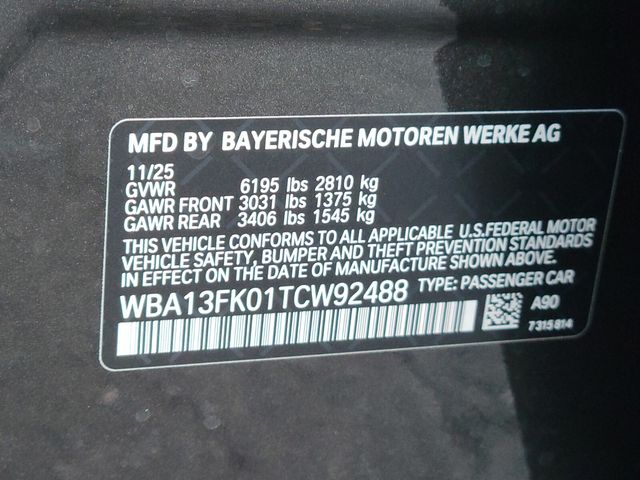 MFD BY BAYERISCHE MOTOREN WERKE AG
11/25
GVWR 6195 lbs 2810 kg
GAWR FRONT 3031 lbs 1375 kg
GAWR REAR 3406 lbs 1545 kg
THIS VEHICLE CONFORMS TO ALL APPLICABLE U.S.FEDERAL MOTOR
VEHICLE SAFETY, BUMPER AND THEFT PREVENTION STANDARDS
IN EFFECT ON THE DATE OF MANUFACTURE SHOWN ABOVE.
WBA13FK01TCW92488 TYPE: PASSENGER CAR
A90
7315814